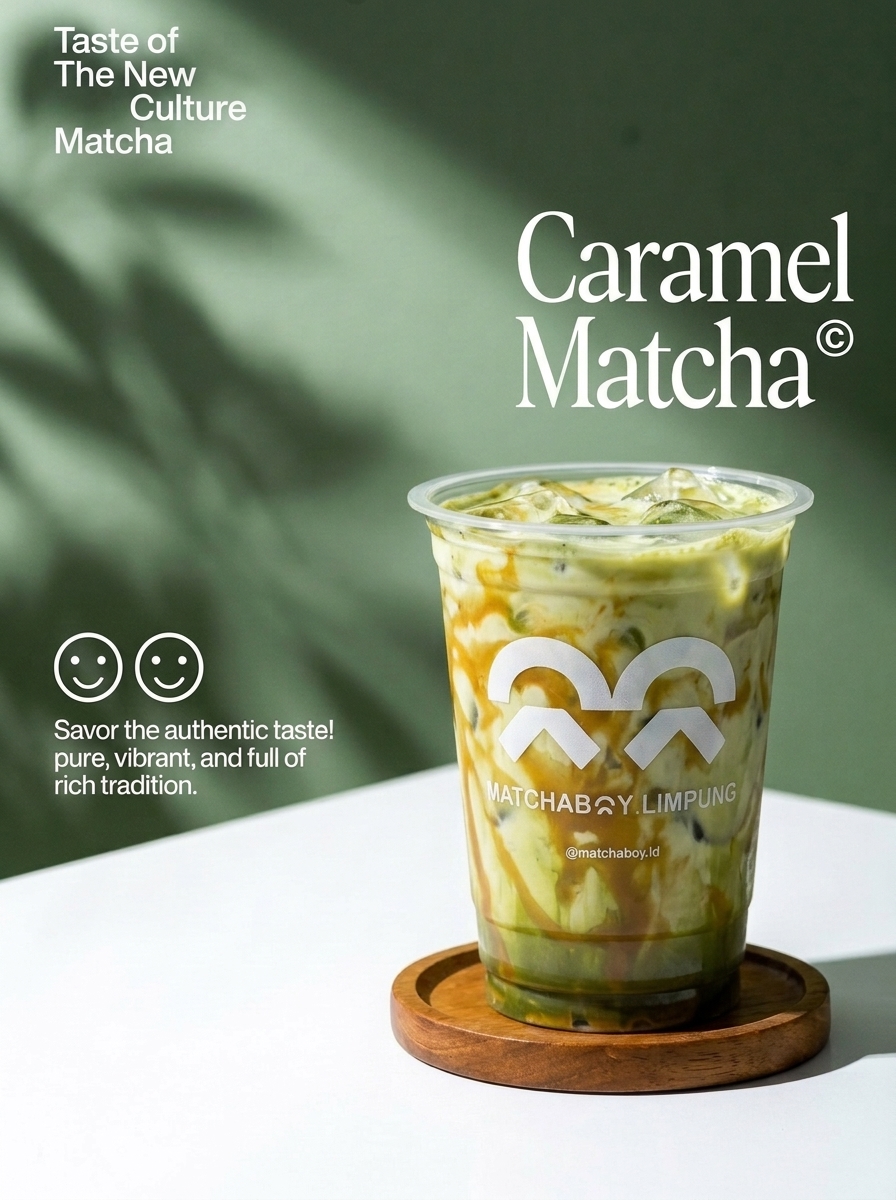 Taste of
The New
Culture
Matcha
Caramel
Matcha©
Savor the authentic taste!
pure, vibrant, and full of
rich tradition.
MATCHABOY.LIMPUNG
@matchaboy.ld